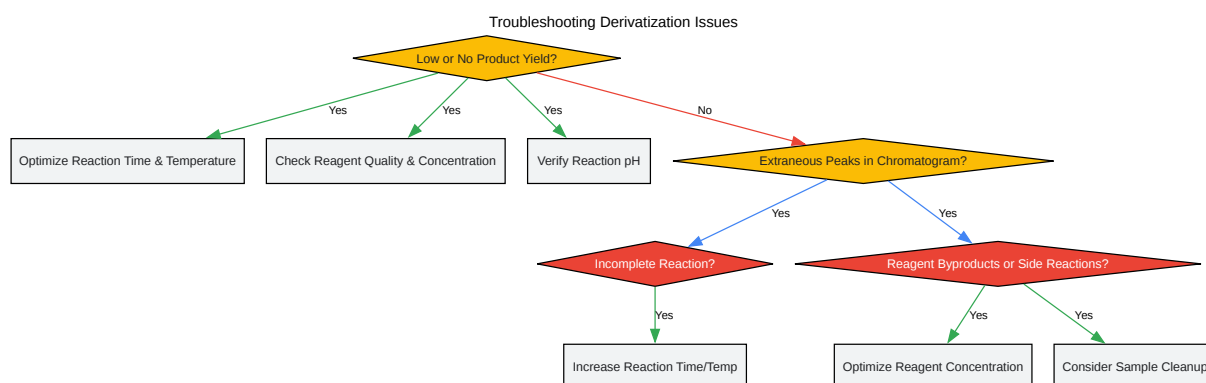 Troubleshooting Derivatization Issues
Low or No Product Yield?
Yes
Yes
Yes
No
Optimize Reaction Time & Temperature
Check Reagent Quality & Concentration
Verify Reaction pH
Extraneous Peaks in Chromatogram?
Yes
Yes
Incomplete Reaction?
Reagent Byproducts or Side Reactions?
Yes
Yes
Yes
Increase Reaction Time/Temp
Optimize Reagent Concentration
Consider Sample Cleanup